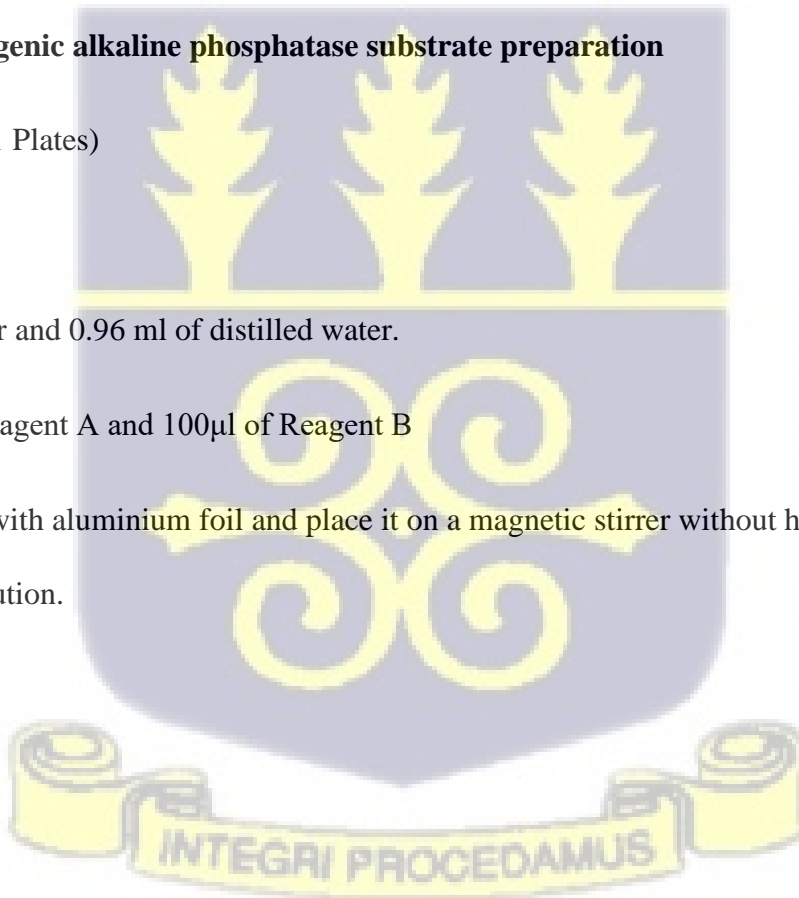 genic alkaline phosphatase substrate preparation
Plates)
r and 0.96 ml of distilled water.
agent A and 100µl of Reagent B
with aluminium foil and place it on a magnetic stirrer without h
ution.
INTEGRI PROCEDAMUS